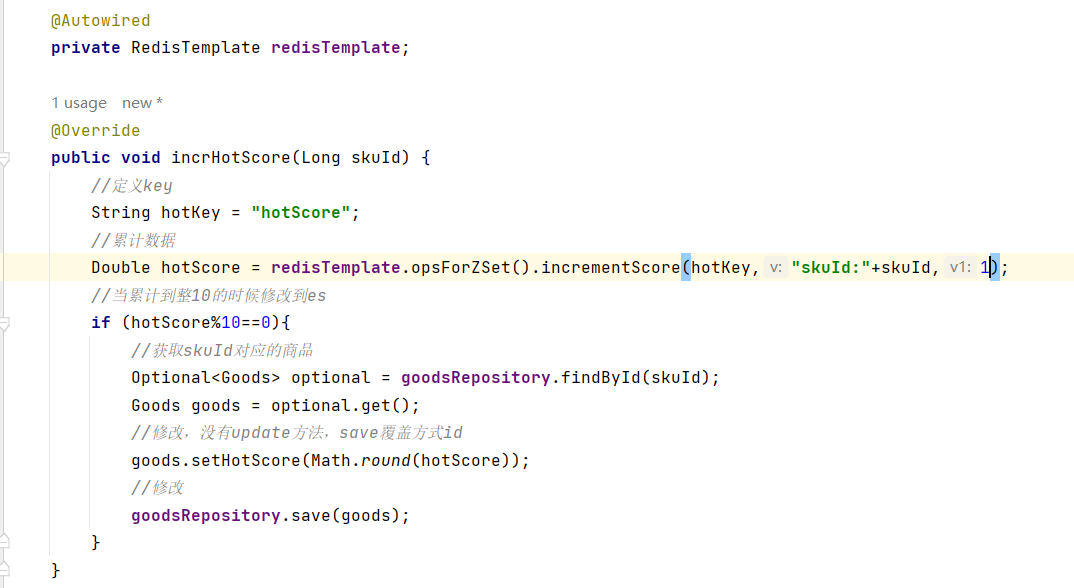 @Autowired
private RedisTemplate redisTemplate;
1 usage new *
@Override
public void incrHotScore(Long skuId) {
//定义key
String hotKey = "hotScore";
//累计数据
Double hotScore = redisTemplate.opsForZSet().incrementScore(hotKey, v: "skuId:"+skuId, v1: 1);
//当累计到整10的时候修改到es
if (hotScore%10==0){
//获取skuId对应的商品
Optional<Goods> optional = goodsRepository.findById(skuId);
Goods goods = optional.get();
//修改，没有update方法，save覆盖方式id
goods.setHotScore(Math.round(hotScore));
//修改
goodsRepository.save(goods);
}
}